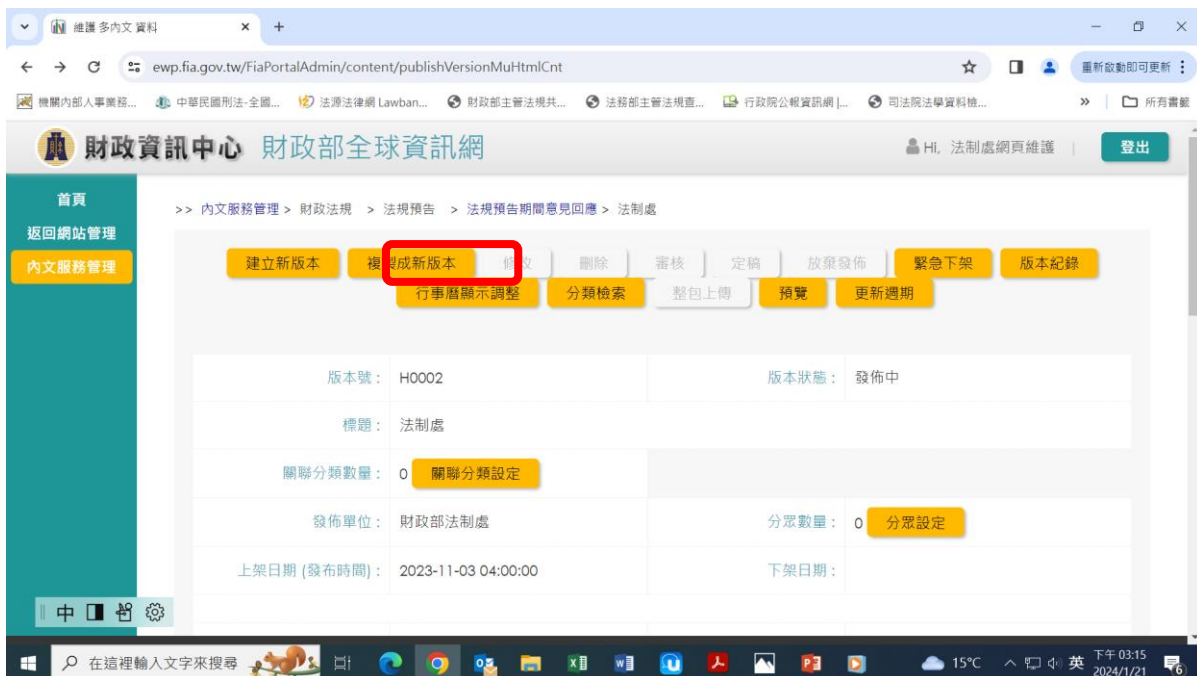 維護 多內文 資料
ewp.fia.gov.tw/FiaPortalAdmin/content/publishVersionMuHtmlCnt
重新啟動即可更新
機關內部人事業務... 中華民國刑法-全國... 法源法律網 Lawban... 財政部主管法規共... 法務部主管法規查... 行政院公報資訊網 |... 司法院法學資料檢... » 所有書籤
財政資訊中心 財政部全球資訊網 Hi, 法制處網頁維護 | 登出
首頁
返回網站管理
內文服務管理
>> 內文服務管理 > 財政法規 > 法規預告 > 法規預告期間意見回應 > 法制處
建立新版本 複製成新版本 修改 刪除 審核 定稿 放棄發佈 緊急下架 版本紀錄
行事曆顯示調整 分類檢索 整包上傳 預覽 更新週期
版本號: H0002 版本狀態: 發佈中
標題: 法制處
關聯分類數量: 0 關聯分類設定
發佈單位: 財政部法制處 分眾數量: 0 分眾設定
上架日期 (發布時間): 2023-11-03 04:00:00 下架日期:
中
在這裡輸入文字來搜尋 15°C 英 下午 03:15
2024/1/21 6